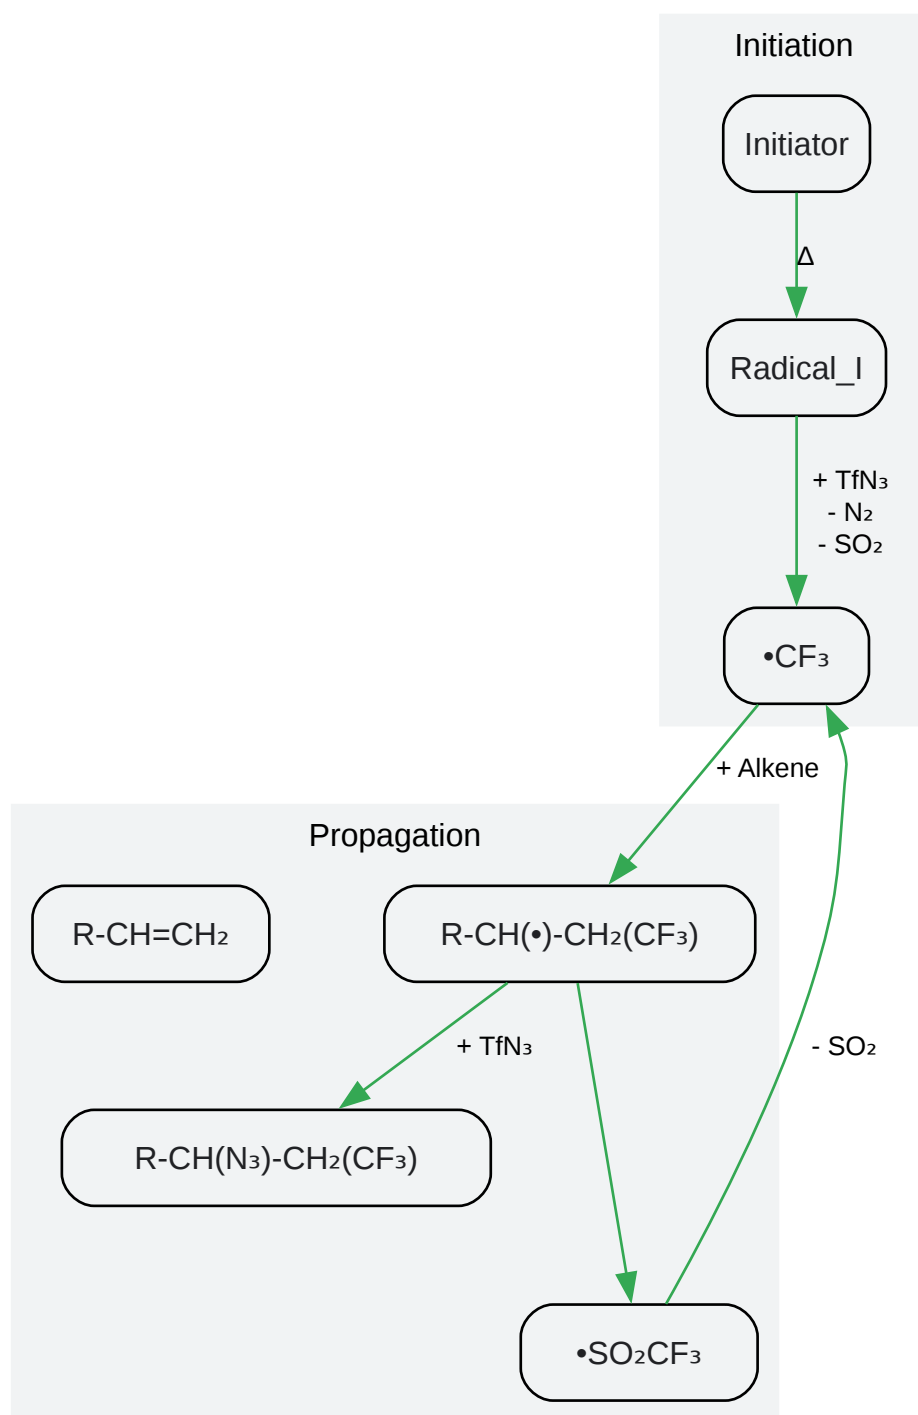 Initiation
Initiator
Δ
Radical_I
+ TfN₃
- N₂
- SO₂
•CF₃
+ Alkene
Propagation
R-CH=CH₂
R-CH(•)-CH₂(CF₃)
+ TfN₃
- SO₂
R-CH(N₃)-CH₂(CF₃)
•SO₂CF₃